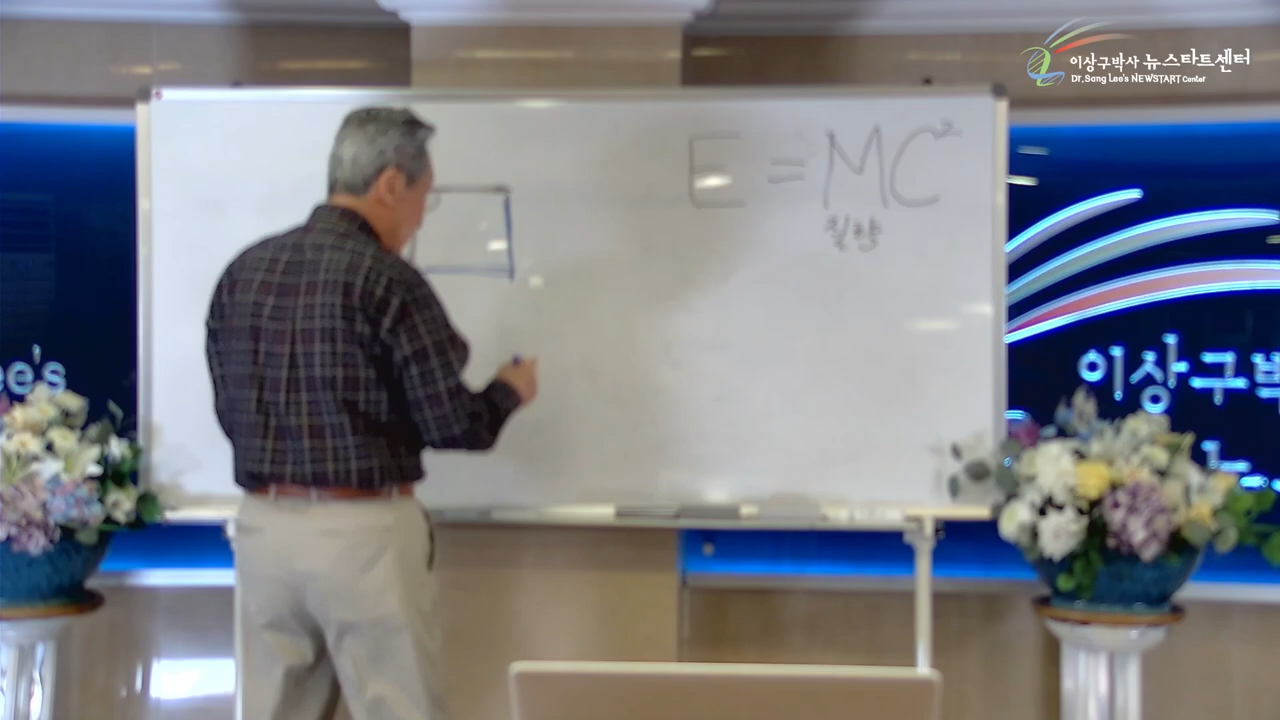 이상구박사 뉴스타트센터
Dr. Sang Lee's NEWSTART Center
E = MC²
질량
ee's
이상구박